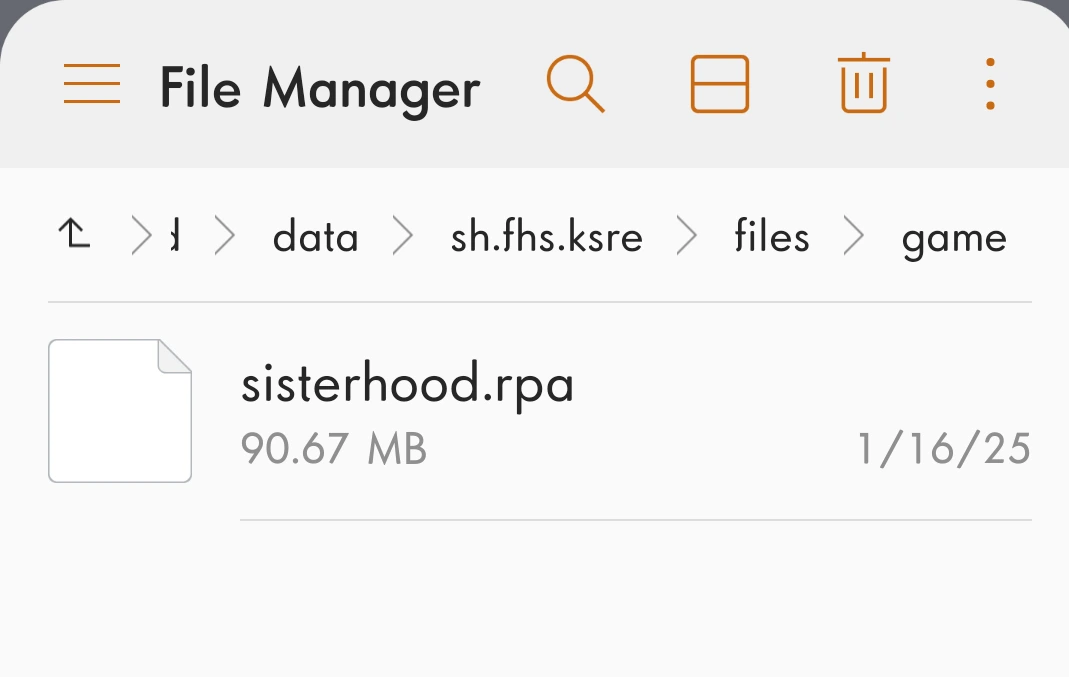 File Manager
d data sh.fhs.ksre files game
sisterhood.rpa
90.67 MB 1/16/25